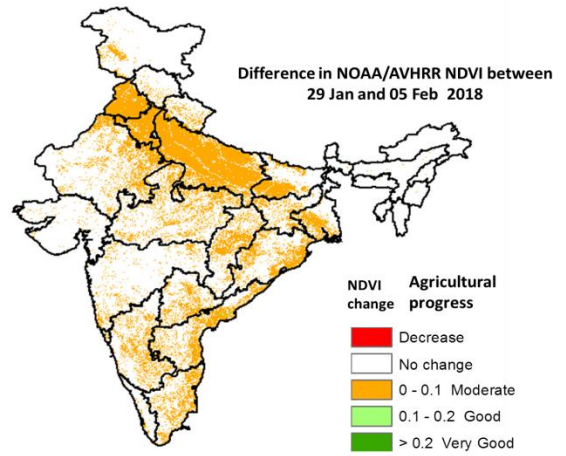 Difference in NOAA/AVHRR NDVI between
29 Jan and 05 Feb 2018
NDVI change Agricultural progress
Decrease
No change
0 - 0.1 Moderate
0.1 - 0.2 Good
> 0.2 Very Good